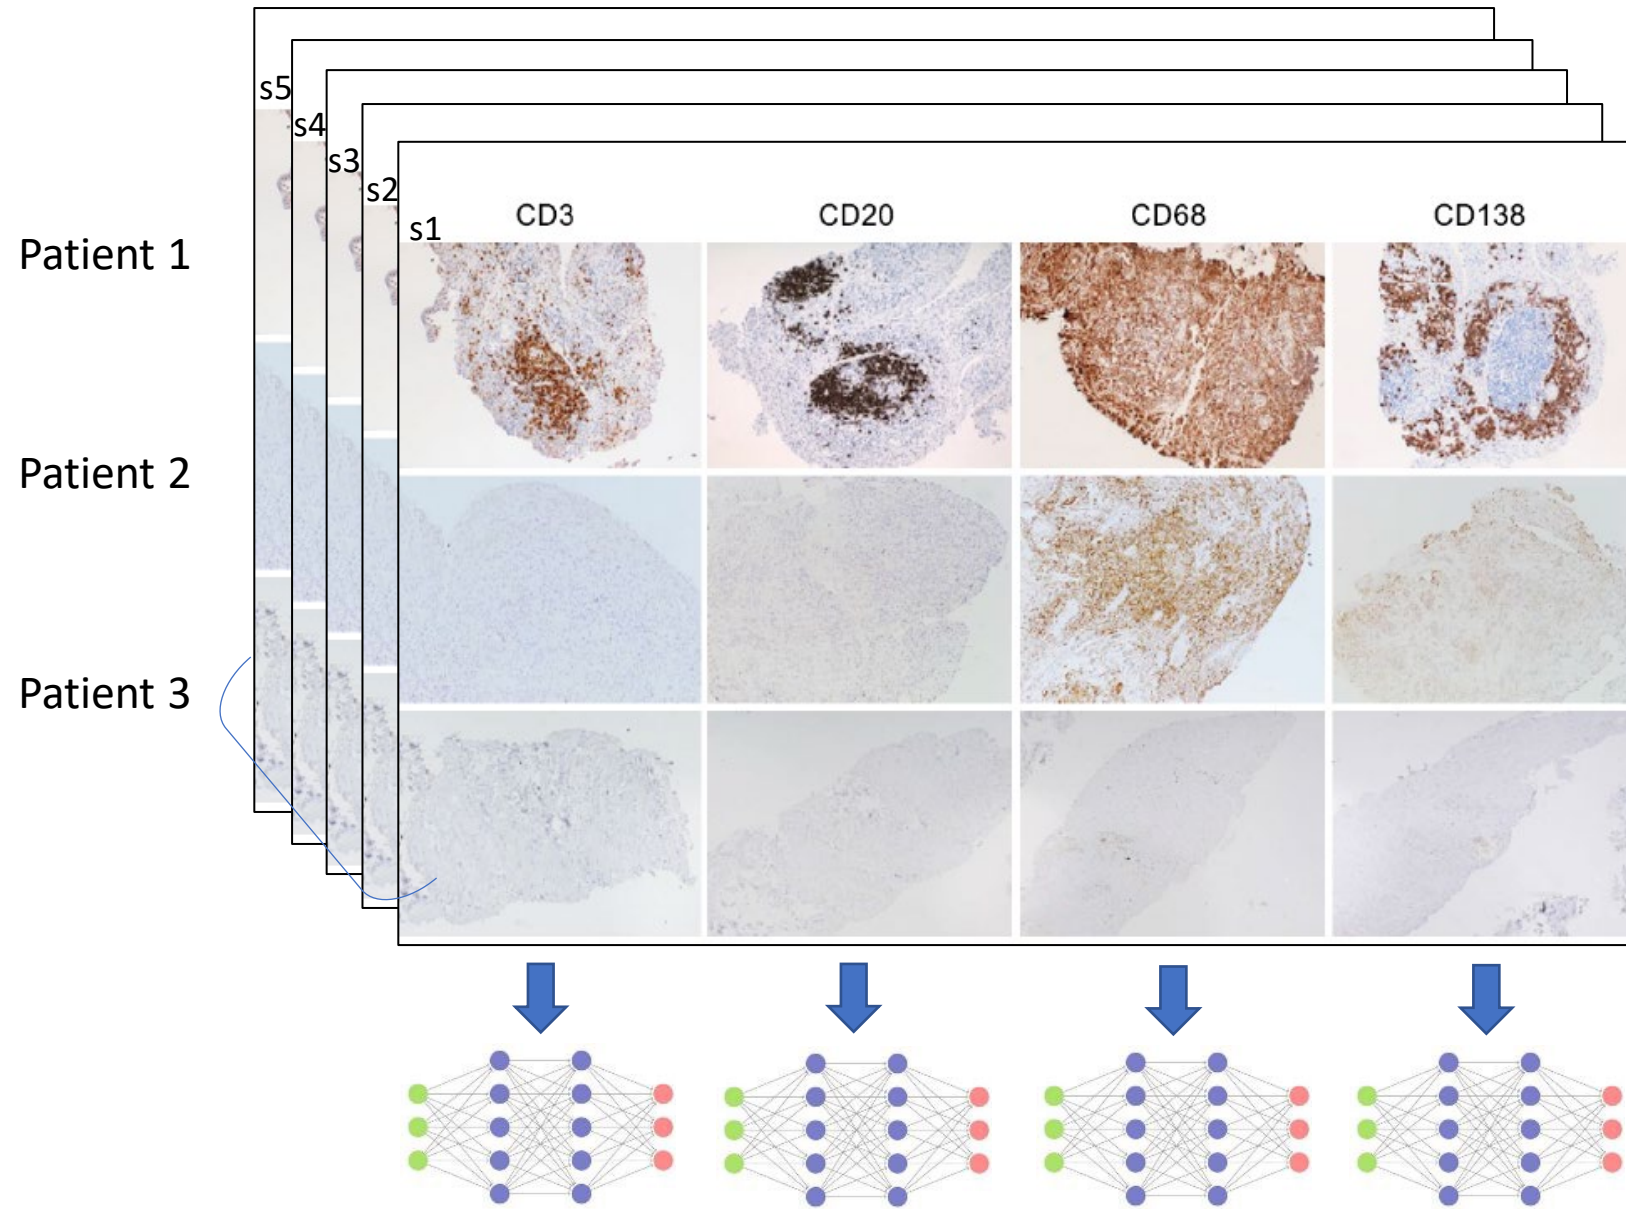 s5
s4
s3
s2
s1
CD3 CD20 CD68 CD138
Patient 1
Patient 2
Patient 3